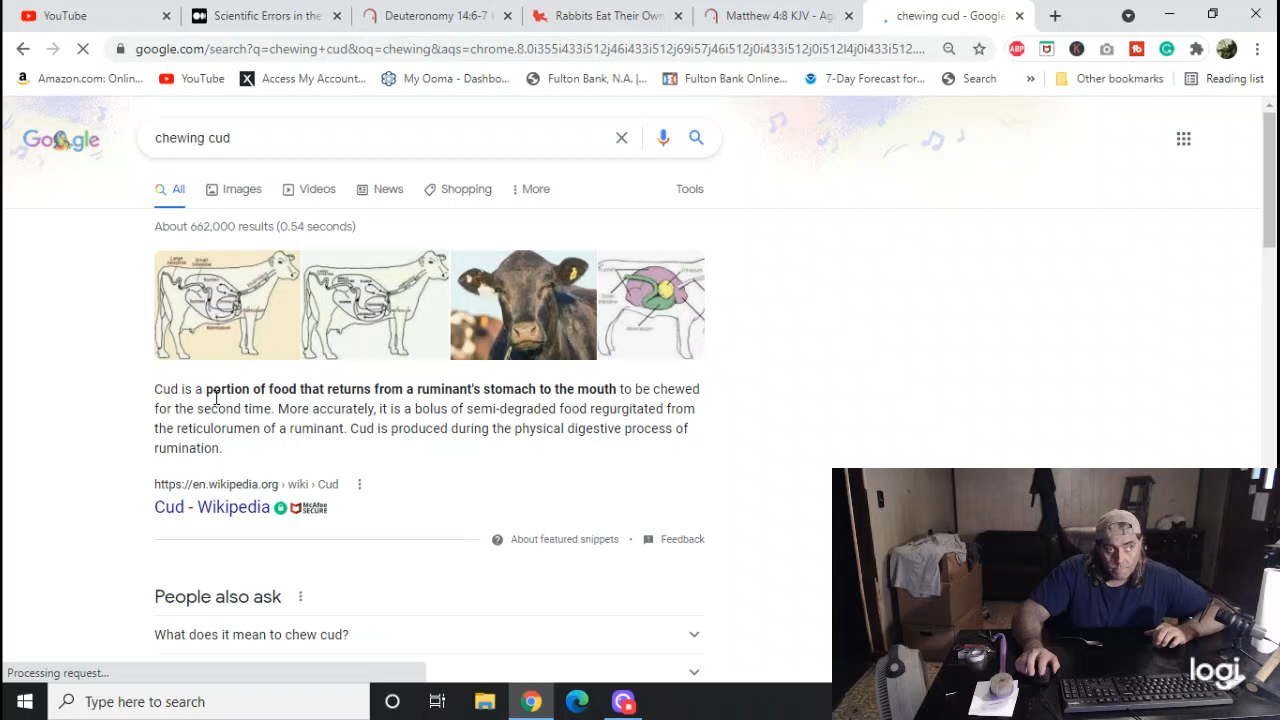 YouTube
Scientific Errors in the
Deuteronomy 14:6-7
Rabbits Eat Their Own
Matthew 4:8 KJV - Ag
chewing cud - Google
google.com/search?q=chewing+cud&oq=chewing&aqs=chrome.8.0i355i433i512j46i433i512j69i57j46i512j0i433i512j0i512l4j0i433i512....
Amazon.com: Onlin...
YouTube
Access My Account...
My Ooma - Dashbo...
Fulton Bank, N.A. |...
Fulton Bank Online...
7-Day Forecast for...
Search
»
Other bookmarks
Reading list
Google
chewing cud
All
Images
Videos
News
Shopping
More
Tools
About 662,000 results (0.54 seconds)
Cud is a portion of food that returns from a ruminant's stomach to the mouth to be chewed
for the second time. More accurately, it is a bolus of semi-degraded food regurgitated from
the reticulorumen of a ruminant. Cud is produced during the physical digestive process of
rumination.
https://en.wikipedia.org › wiki › Cud
Cud - Wikipedia
McAfee SECURE
About featured snippets
Feedback
People also ask
What does it mean to chew cud?
Processing request...
logi
Type here to search